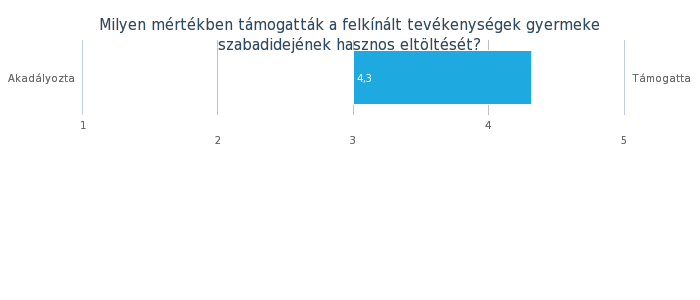 Milyen mértékben támogatták a felkínált tevékenységek gyermeke
szabadidejének hasznos eltöltését?
Akadályozta
4,3
Támogatta
1
2
3
4
5